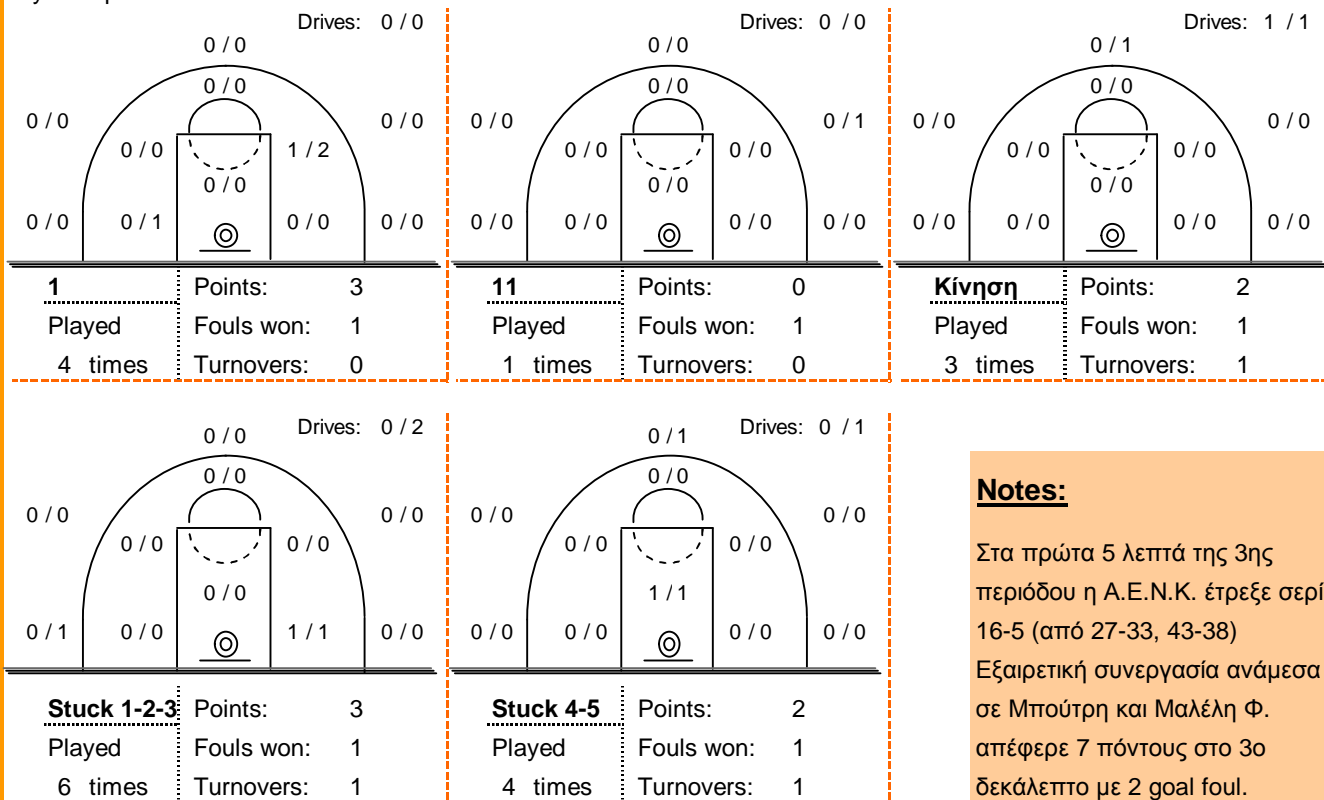 Drives: 0 / 0
0 / 0
0 / 0
0 / 0 0 / 0
0 / 0 1 / 2
0 / 0
0 / 0 0 / 1 0 / 0 0 / 0
1 Points: 3
Played Fouls won: 1
4 times Turnovers: 0
Drives: 0 / 0
0 / 0
0 / 0
0 / 1
0 / 0 0 / 0
0 / 0
0 / 0 0 / 0 0 / 0 0 / 0
11 Points: 0
Played Fouls won: 1
1 times Turnovers: 0
Drives: 1 / 1
0 / 1
0 / 0
0 / 0 0 / 0
0 / 0 0 / 0
0 / 0
0 / 0 0 / 0 0 / 0 0 / 0
Κίνηση Points: 2
Played Fouls won: 1
3 times Turnovers: 1
Drives: 0 / 2
0 / 0
0 / 0
0 / 0 0 / 0
0 / 0 0 / 0
0 / 0
0 / 1 0 / 0 1 / 1 0 / 0
Stuck 1-2-3 Points: 3
Played Fouls won: 1
6 times Turnovers: 1
Drives: 0 / 1
0 / 1
0 / 0
0 / 0 0 / 0
0 / 0 0 / 0
1 / 1
0 / 0 0 / 0 0 / 0 0 / 0
Stuck 4-5 Points: 2
Played Fouls won: 1
4 times Turnovers: 1
Notes:
Στα πρώτα 5 λεπτά της 3ης
περιόδου η Α.Ε.Ν.Κ. έτρεξε σερί
16-5 (από 27-33, 43-38)
Εξαιρετική συνεργασία ανάμεσα
σε Μπούτρη και Μαλέλη Φ.
απέφερε 7 πόντους στο 3ο
δεκάλεπτο με 2 goal foul.